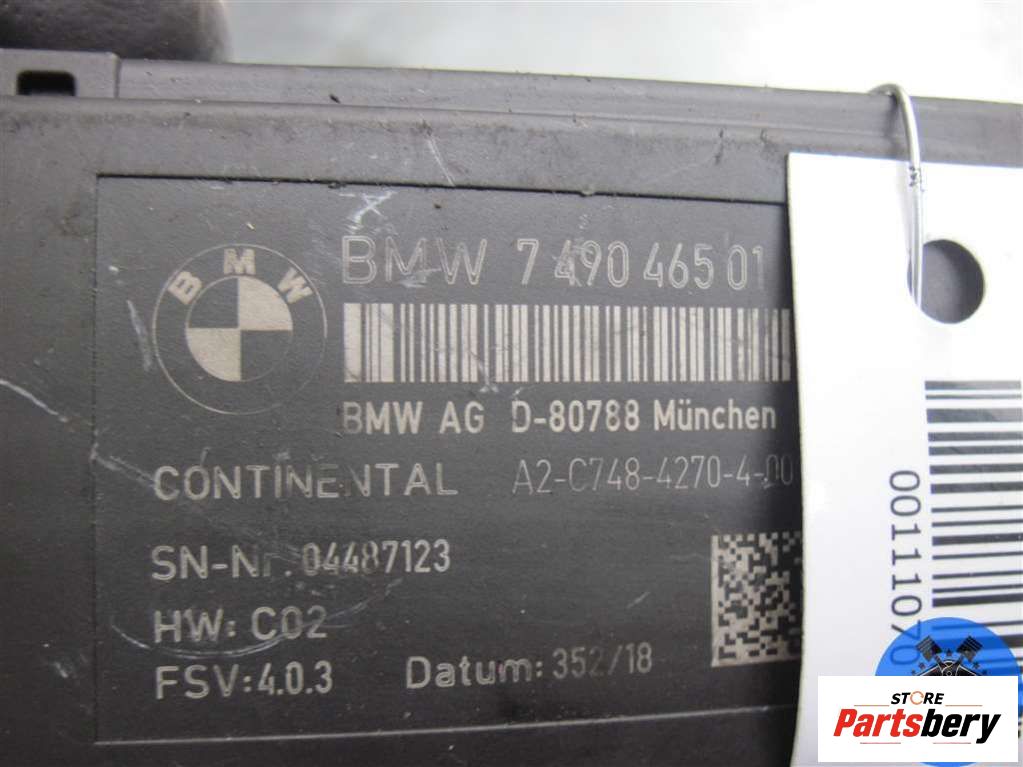 BMW
BMW 7 490 465 01
BMW AG D-80788 München
CONTINENTAL A2-C748-4270-4-00
SN-Nr. 04487123
HW: C02
FSV:4.0.3 Datum: 352/18
STORE
Partsbery